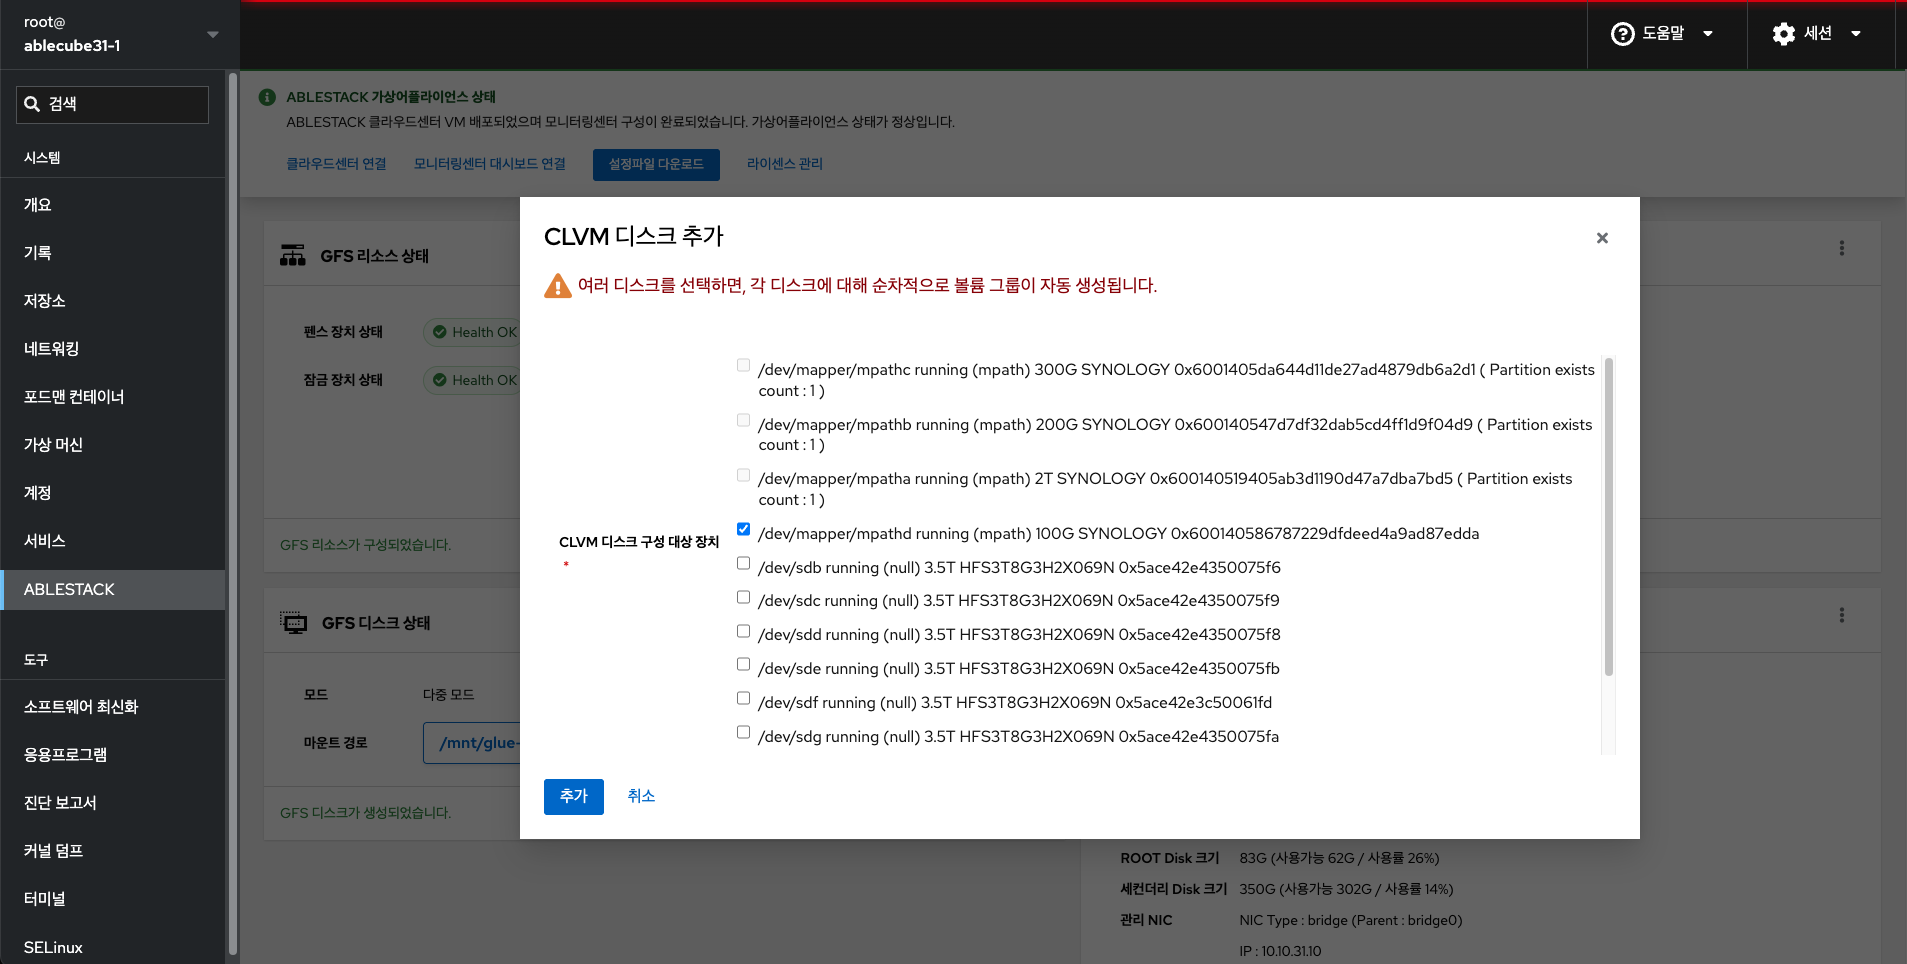 root@
ablecube31-1
도움말
세션
검색
시스템
개요
기록
저장소
네트워킹
포드맨 컨테이너
가상 머신
계정
서비스
ABLESTACK
도구
소프트웨어 최신화
응용프로그램
진단 보고서
커널 덤프
터미널
SELinux
ABLESTACK 가상어플라이언스 상태
ABLESTACK 클라우드센터 VM 배포되었으며 모니터링센터 구성이 완료되었습니다. 가상어플라이언스 상태가 정상입니다.
클라우드센터 연결
모니터링센터 대시보드 연결
설정파일 다운로드
라이센스 관리
GFS 리소스 상태
펜스 장치 상태
Health OK
잠금 장치 상태
Health OK
GFS 리소스가 구성되었습니다.
GFS 디스크 상태
모드
다중 모드
마운트 경로
/mnt/glue-
GFS 디스크가 생성되었습니다.
CLVM 디스크 추가
여러 디스크를 선택하면, 각 디스크에 대해 순차적으로 볼륨 그룹이 자동 생성됩니다.
CLVM 디스크 구성 대상 장치
*
/dev/mapper/mpathc running (mpath) 300G SYNOLOGY 0x6001405da644d11de27ad4879db6a2d1 ( Partition exists
count : 1 )
/dev/mapper/mpathb running (mpath) 200G SYNOLOGY 0x600140547d7df32dab5cd4ff1d9f04d9 ( Partition exists
count : 1 )
/dev/mapper/mpatha running (mpath) 2T SYNOLOGY 0x600140519405ab3d1190d47a7dba7bd5 ( Partition exists
count : 1 )
/dev/mapper/mpathd running (mpath) 100G SYNOLOGY 0x600140586787229dfdeed4a9ad87edda
/dev/sdb running (null) 3.5T HFS3T8G3H2X069N 0x5ace42e4350075f6
/dev/sdc running (null) 3.5T HFS3T8G3H2X069N 0x5ace42e4350075f9
/dev/sdd running (null) 3.5T HFS3T8G3H2X069N 0x5ace42e4350075f8
/dev/sde running (null) 3.5T HFS3T8G3H2X069N 0x5ace42e4350075fb
/dev/sdf running (null) 3.5T HFS3T8G3H2X069N 0x5ace42e3c50061fd
/dev/sdg running (null) 3.5T HFS3T8G3H2X069N 0x5ace42e4350075fa
추가
취소
ROOT Disk 크기
83G (사용가능 62G / 사용률 26%)
세컨더리 Disk 크기
350G (사용가능 302G / 사용률 14%)
관리 NIC
NIC Type : bridge (Parent : bridge0)
IP : 10.10.31.10